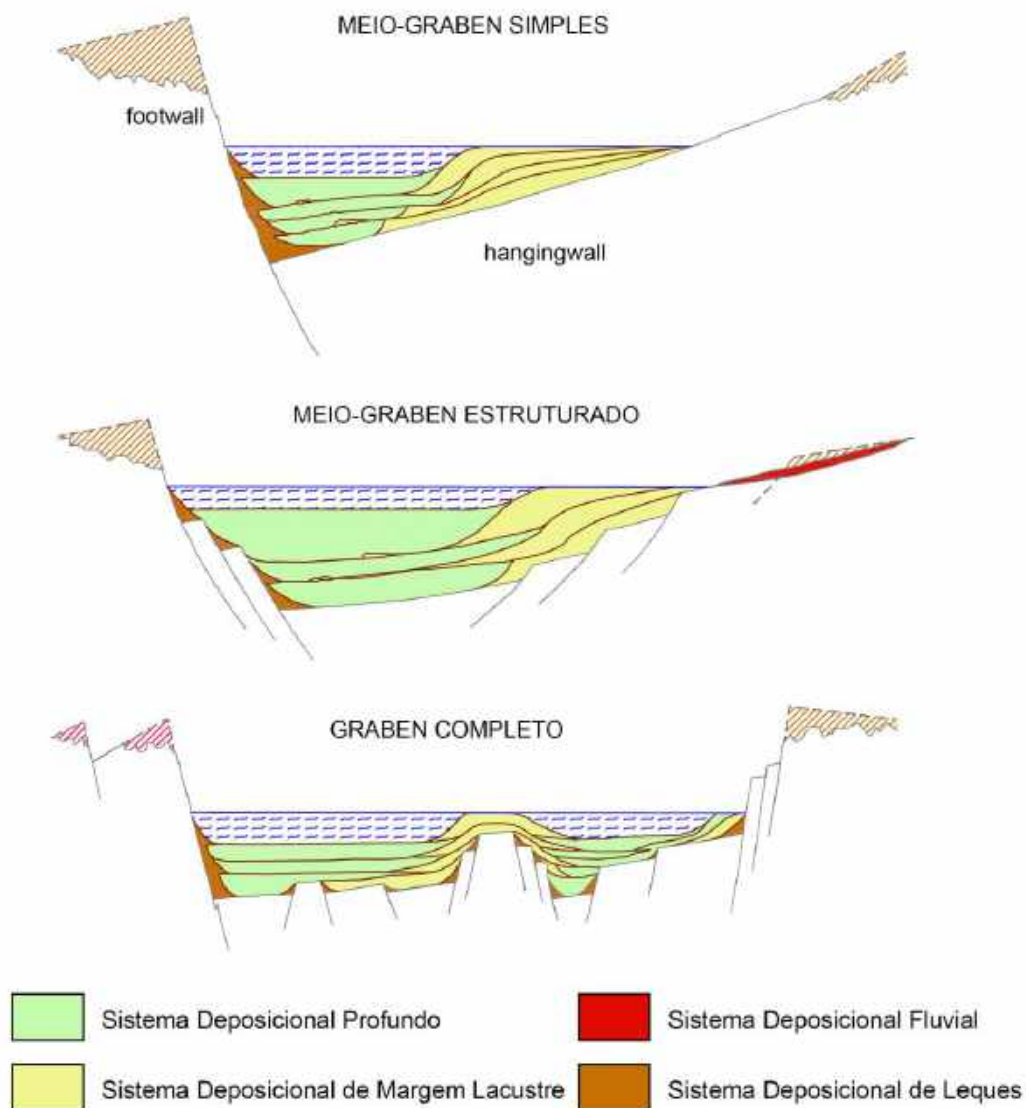 MEIO-GRABEN SIMPLES
footwall
hangingwall
MEIO-GRABEN ESTRUTURADO
GRABEN COMPLETO
Sistema Deposicional Profundo
Sistema Deposicional Fluvial
Sistema Deposicional de Margem Lacustre
Sistema Deposicional de Leques